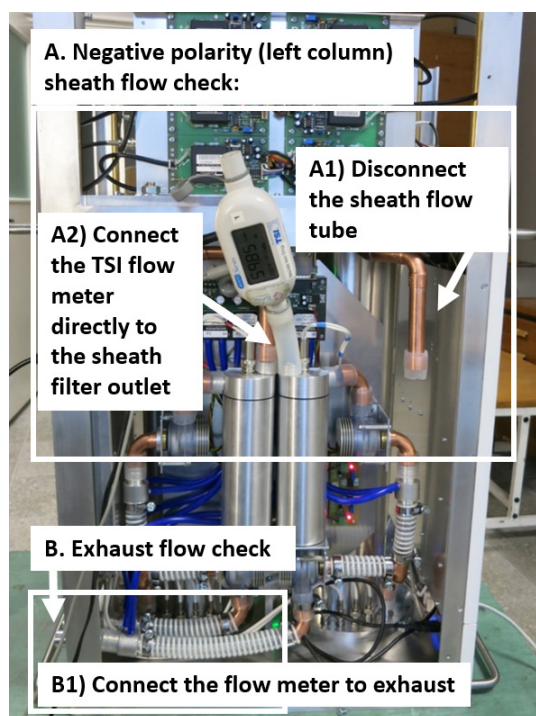 A. Negative polarity (left column)
sheath flow check:
A1) Disconnect
the sheath flow
tube
A2) Connect
the TSI flow
meter
directly to
the sheath
filter outlet
TSI
B. Exhaust flow check
B1) Connect the flow meter to exhaust